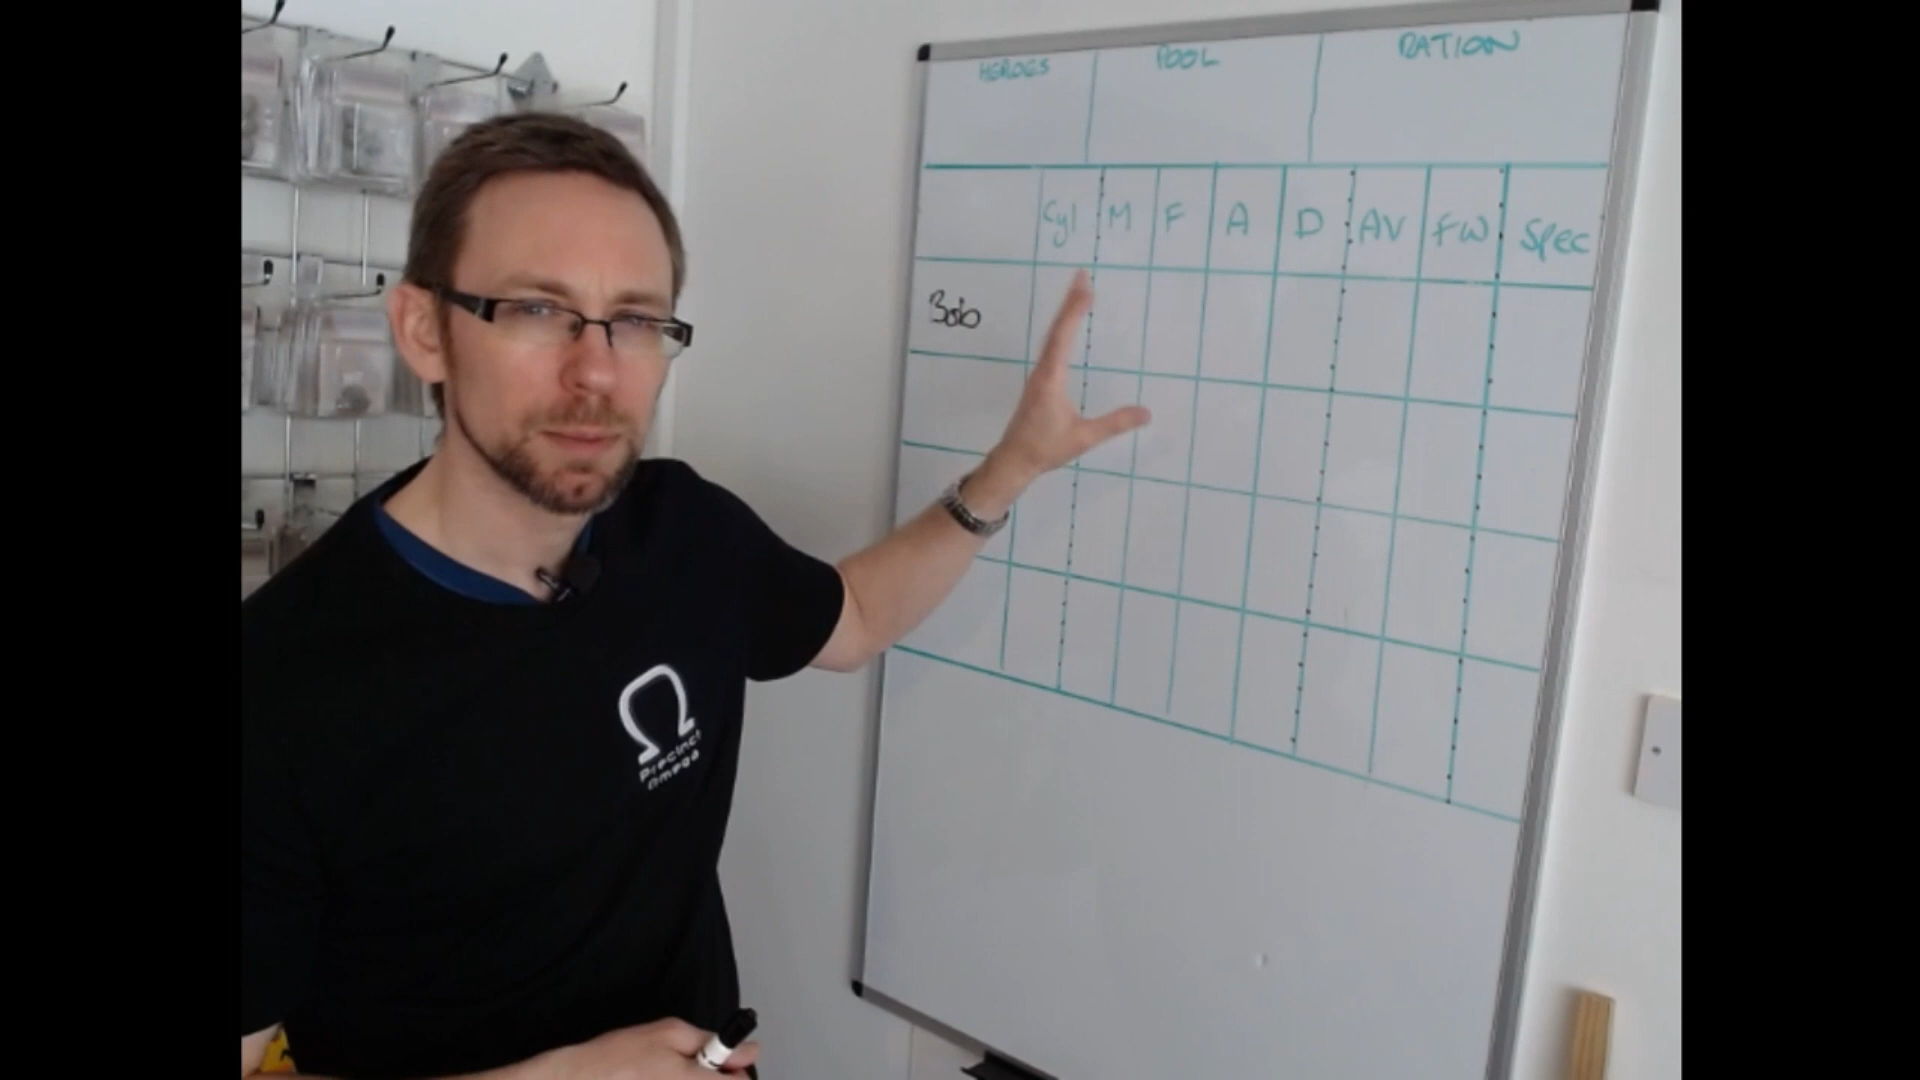 HEROES POOL RATION
Cyl M F A D AV FW Spec
Bob
Precinct
Omega